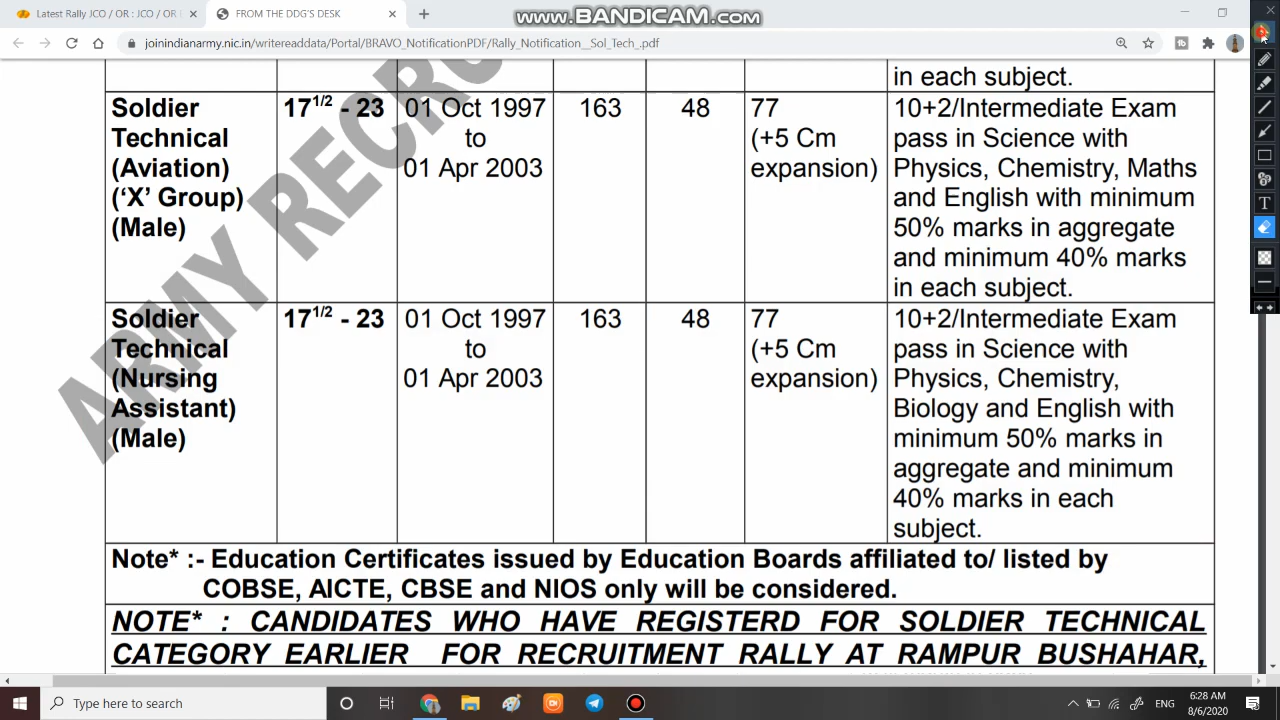 Latest Rally JCO / OR : JCO / OR
FROM THE DDG'S DESK
www.BANDICAM.com
joinindianarmy.nic.in/writereaddata/Portal/BRAVO_NotificationPDF/Rally_Notification__Sol_Tech_.pdf
in each subject.
Soldier
Technical
(Aviation)
('X' Group)
(Male)
17 1/2 - 23
01 Oct 1997
to
01 Apr 2003
163
48
77
(+5 Cm
expansion)
10+2/Intermediate Exam
pass in Science with
Physics, Chemistry, Maths
and English with minimum
50% marks in aggregate
and minimum 40% marks
in each subject.
Soldier
Technical
(Nursing
Assistant)
(Male)
17 1/2 - 23
01 Oct 1997
to
01 Apr 2003
163
48
77
(+5 Cm
expansion)
10+2/Intermediate Exam
pass in Science with
Physics, Chemistry,
Biology and English with
minimum 50% marks in
aggregate and minimum
40% marks in each
subject.
ARMY RECRU
Note* :- Education Certificates issued by Education Boards affiliated to/ listed by
COBSE, AICTE, CBSE and NIOS only will be considered.
NOTE* : CANDIDATES WHO HAVE REGISTERD FOR SOLDIER TECHNICAL
CATEGORY EARLIER FOR RECRUITMENT RALLY AT RAMPUR BUSHAHAR,
Type here to search
ENG
6:28 AM
8/6/2020